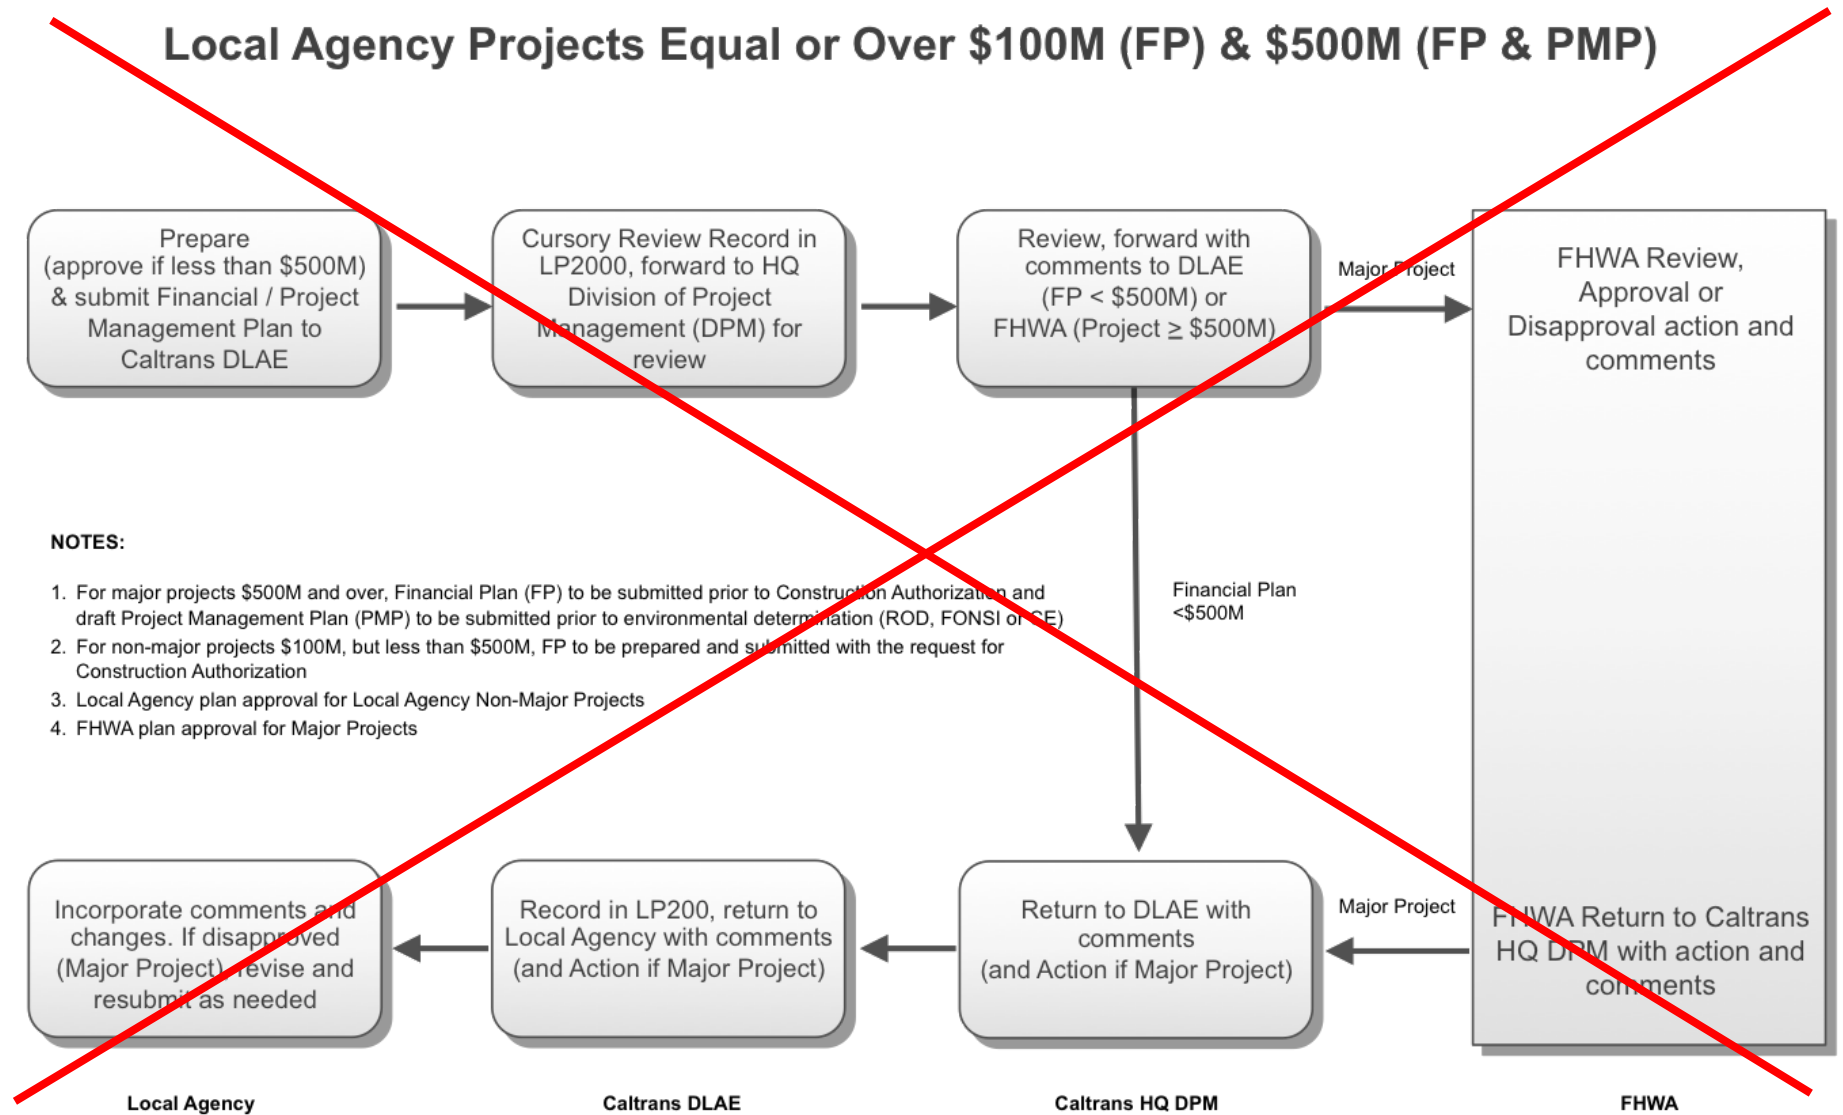 Local Agency Projects Equal or Over $100M (FP) & $500M (FP & PMP)
Prepare
(approve if less than $500M)
& submit Financial / Project
Management Plan to
Caltrans DLAE
Cursory Review Record in
LP2000, forward to HQ
Division of Project
Management (DPM) for
review
Review, forward with
comments to DLAE
(FP < $500M) or
FHWA (Project ≥ $500M)
Major Project
FHWA Review,
Approval or
Disapproval action and
comments
NOTES:
1. For major projects $500M and over, Financial Plan (FP) to be submitted prior to Construction Authorization and
draft Project Management Plan (PMP) to be submitted prior to environmental determination (ROD, FONSI or CE)
2. For non-major projects $100M, but less than $500M, FP to be prepared and submitted with the request for
Construction Authorization
3. Local Agency plan approval for Local Agency Non-Major Projects
4. FHWA plan approval for Major Projects
Financial Plan
<$500M
Incorporate comments and
changes. If disapproved
(Major Project), revise and
resubmit as needed
Record in LP200, return to
Local Agency with comments
(and Action if Major Project)
Return to DLAE with
comments
(and Action if Major Project)
Major Project
FHWA Return to Caltrans
HQ DPM with action and
comments
Local Agency
Caltrans DLAE
Caltrans HQ DPM
FHWA